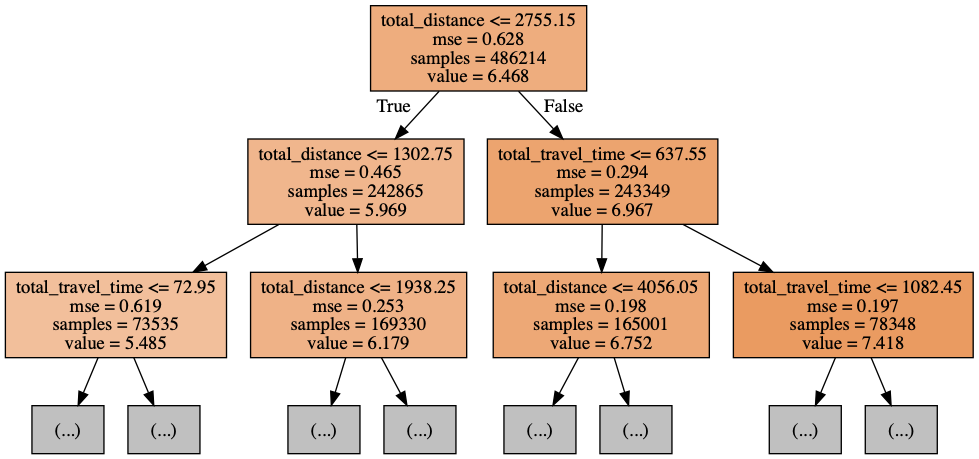 total_distance <= 2755.15
mse = 0.628
samples = 486214
value = 6.468
True
False
total_distance <= 1302.75
mse = 0.465
samples = 242865
value = 5.969
total_travel_time <= 637.55
mse = 0.294
samples = 243349
value = 6.967
total_travel_time <= 72.95
mse = 0.619
samples = 73535
value = 5.485
total_distance <= 1938.25
mse = 0.253
samples = 169330
value = 6.179
total_distance <= 4056.05
mse = 0.198
samples = 165001
value = 6.752
total_travel_time <= 1082.45
mse = 0.197
samples = 78348
value = 7.418
(...)
(...)
(...)
(...)
(...)
(...)
(...)
(...)